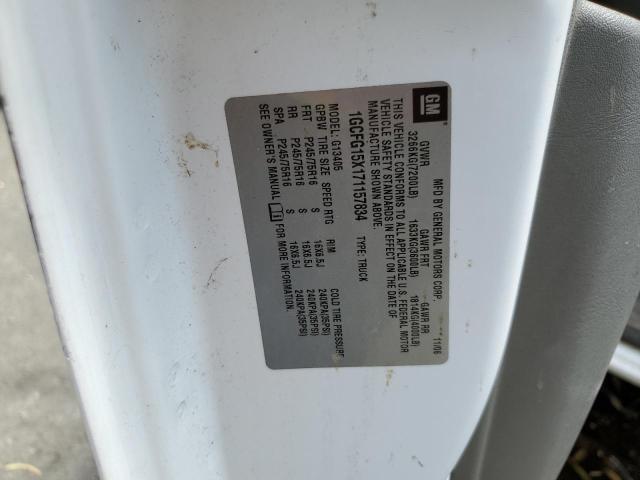 GM
MFD BY GENERAL MOTORS CORP. 11/06
GVWR GAWR FRT GAWR RR
3266KG(7200LB) 1633KG(3600LB) 1814KG(4000LB)
THIS VEHICLE CONFORMS TO ALL APPLICABLE U.S. FEDERAL MOTOR
VEHICLE SAFETY STANDARDS IN EFFECT ON THE DATE OF
MANUFACTURE SHOWN ABOVE.
1GCFG15X171157834 TYPE: TRUCK
MODEL: G13405
GPBW TIRE SIZE SPEED RTG RIM COLD TIRE PRESSURE
FRT P245/75R16 S 16X6.5J 240KPA(35PSI)
RR P245/75R16 S 16X6.5J 240KPA(35PSI)
SPA P245/75R16 S 16X6.5J 240KPA(35PSI)
SEE OWNER'S MANUAL FOR MORE INFORMATION.